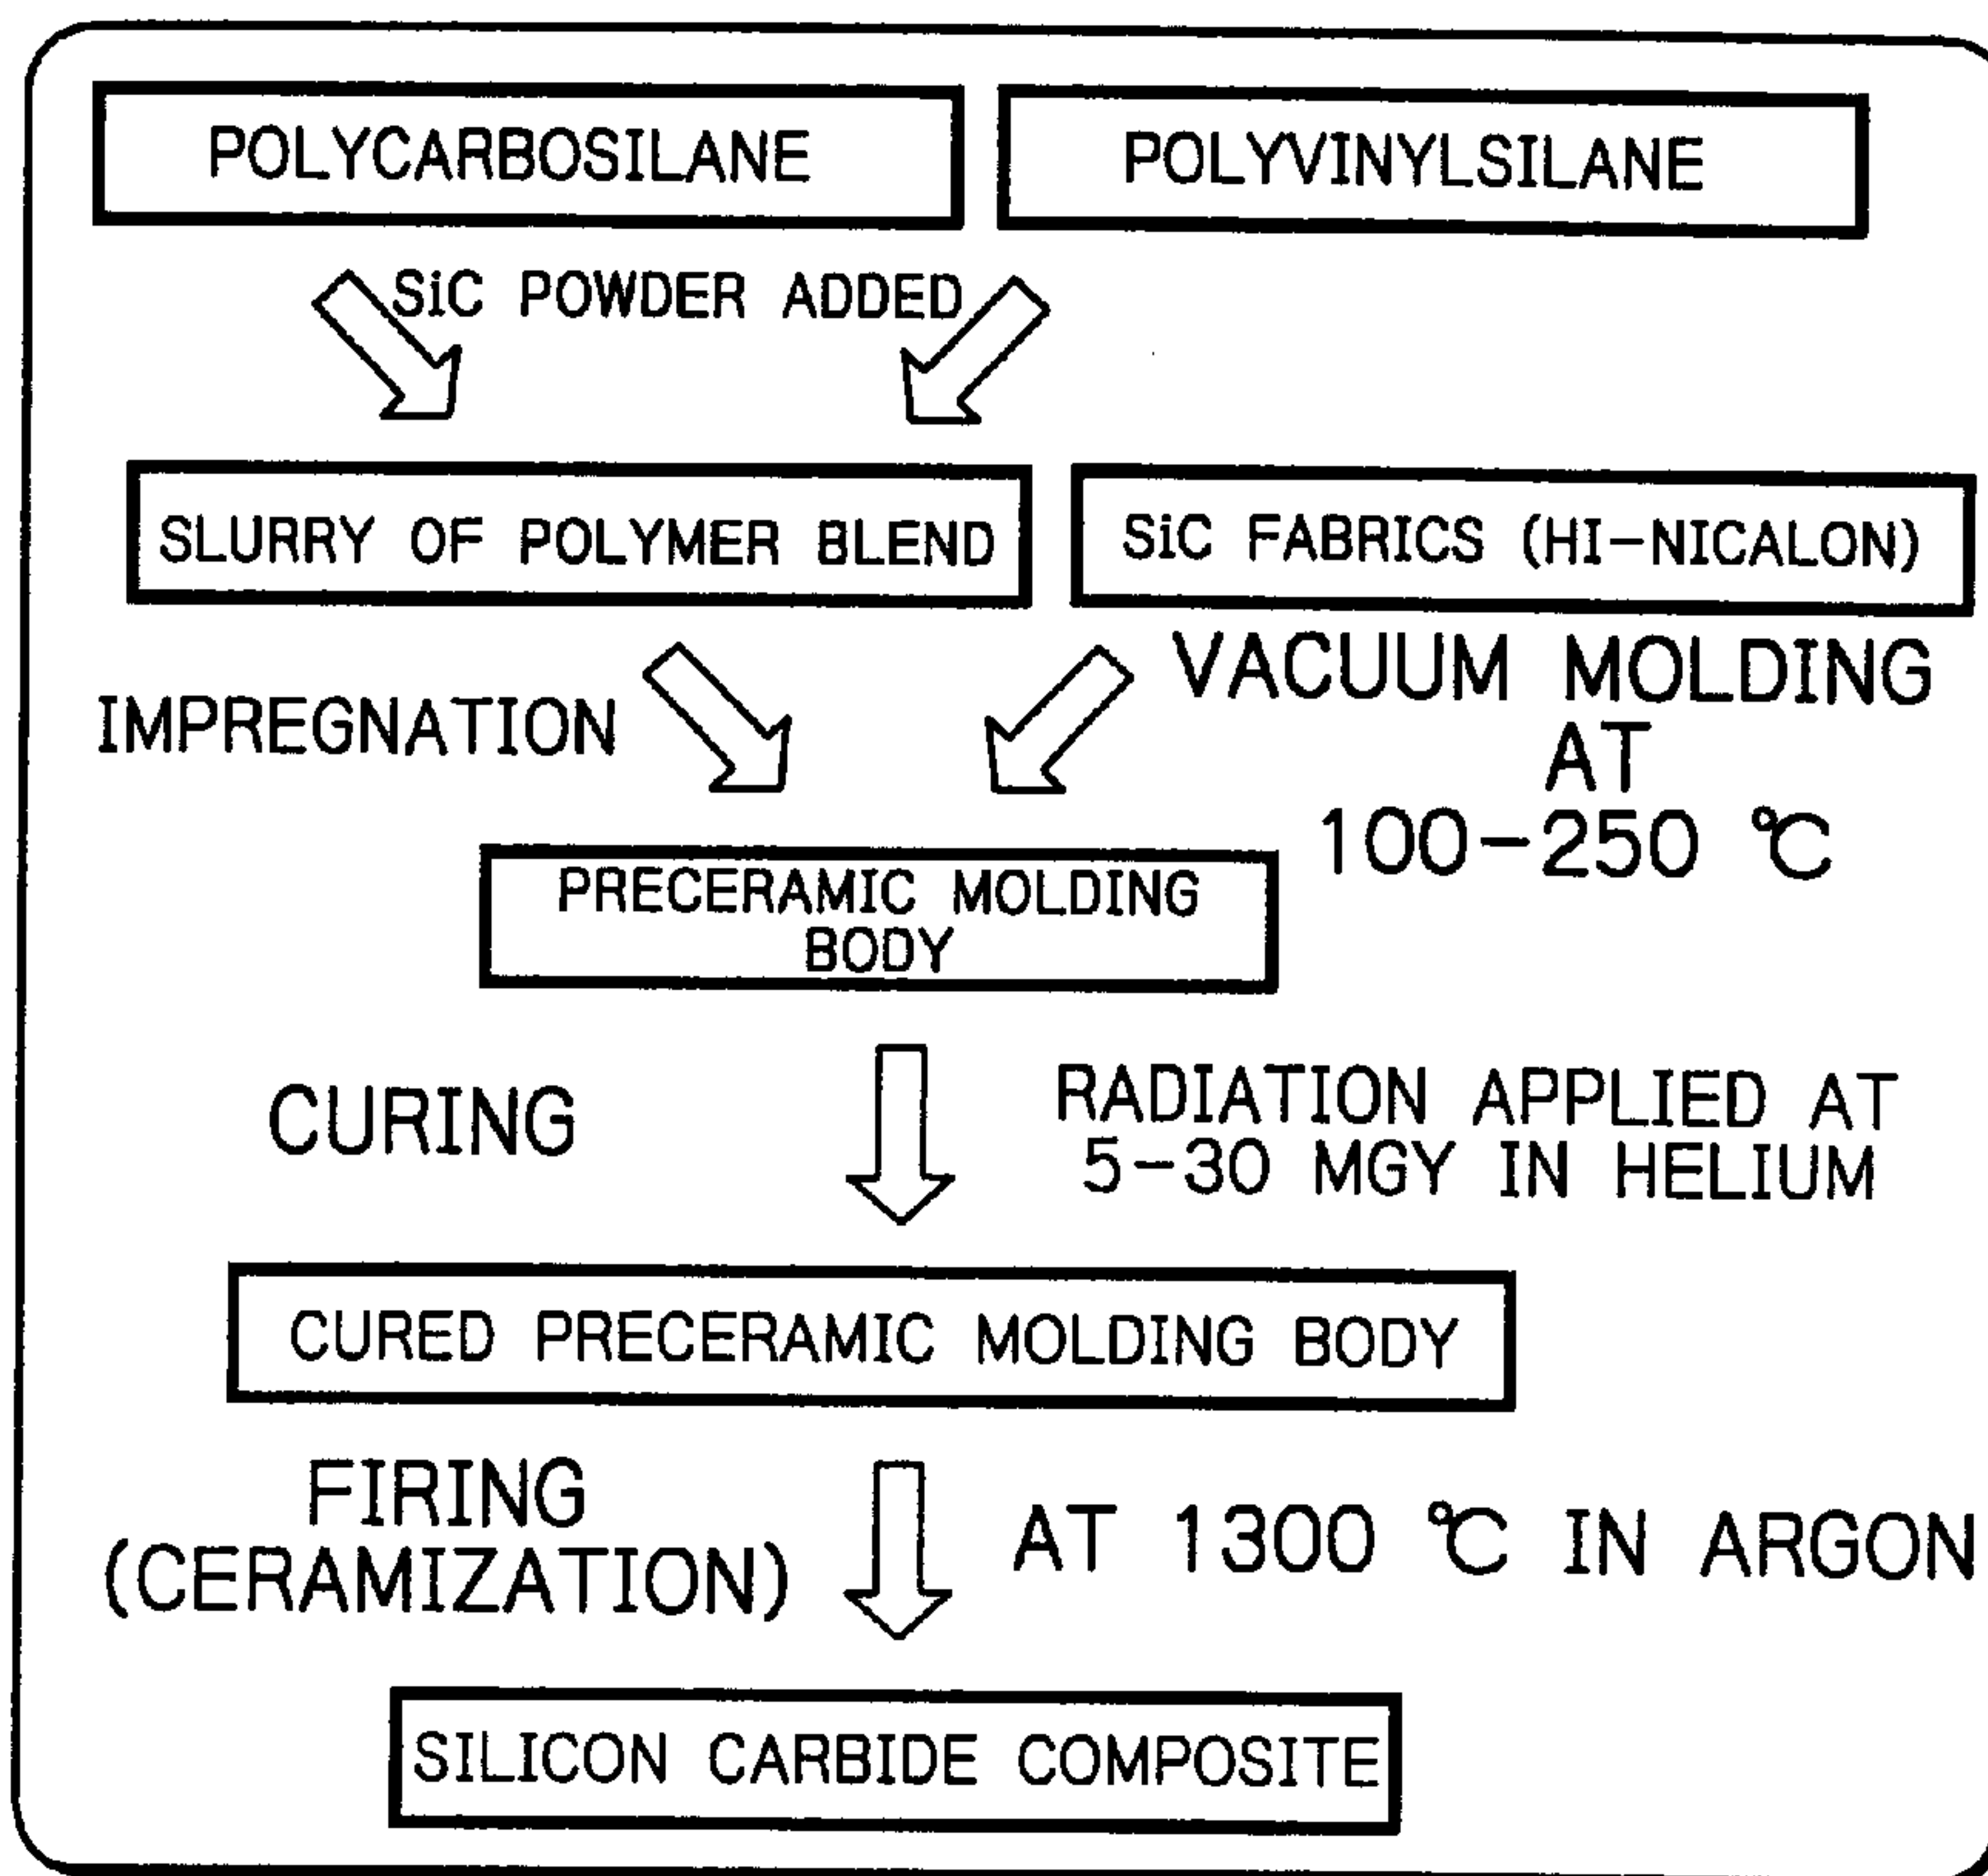 POLYCARBOSILANE
POLYVINYLSILANE
SiC POWDER ADDED
SLURRY OF POLYMER BLEND
SiC FABRICS (HI-NICALON)
IMPREGNATION
VACUUM MOLDING
AT
100-250 ℃
PRECERAMIC MOLDING
BODY
CURING
RADIATION APPLIED AT
5-30 MGY IN HELIUM
CURED PRECERAMIC MOLDING BODY
FIRING
(CERAMIZATION)
AT 1300 ℃ IN ARGON
SILICON CARBIDE COMPOSITE